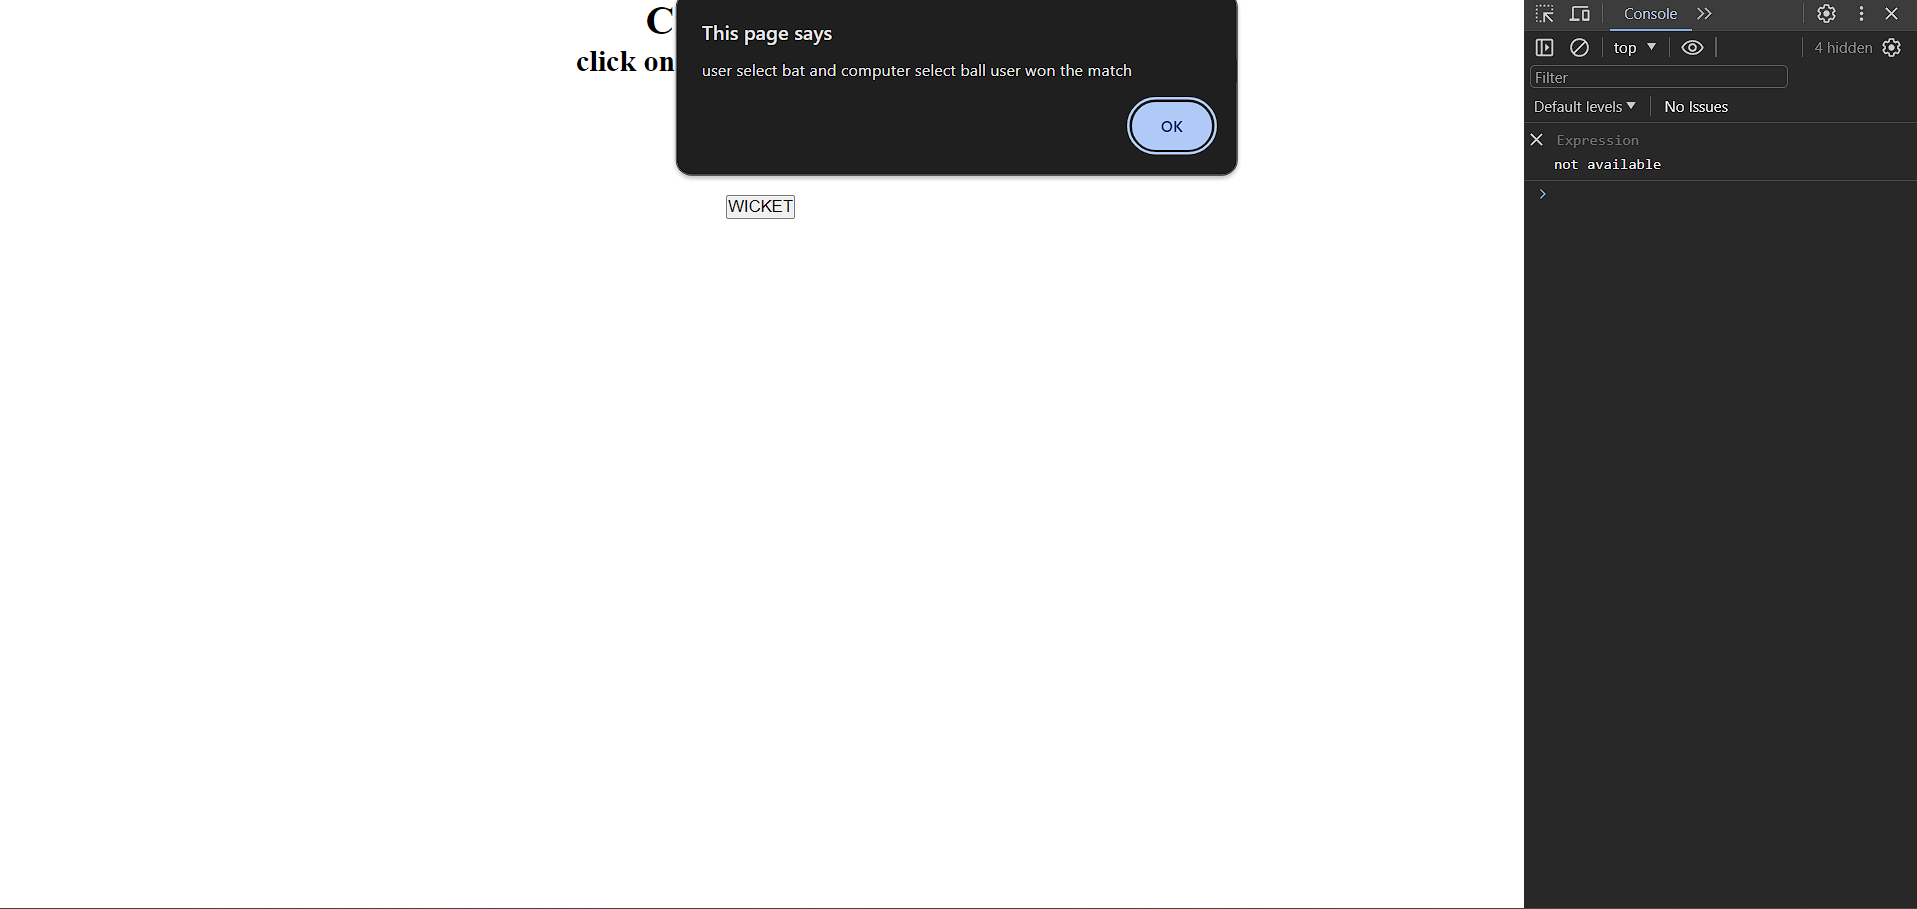 C
click on
This page says
user select bat and computer select ball user won the match
OK
WICKET
Console
top
4 hidden
Filter
Default levels
No Issues
Expression
not available